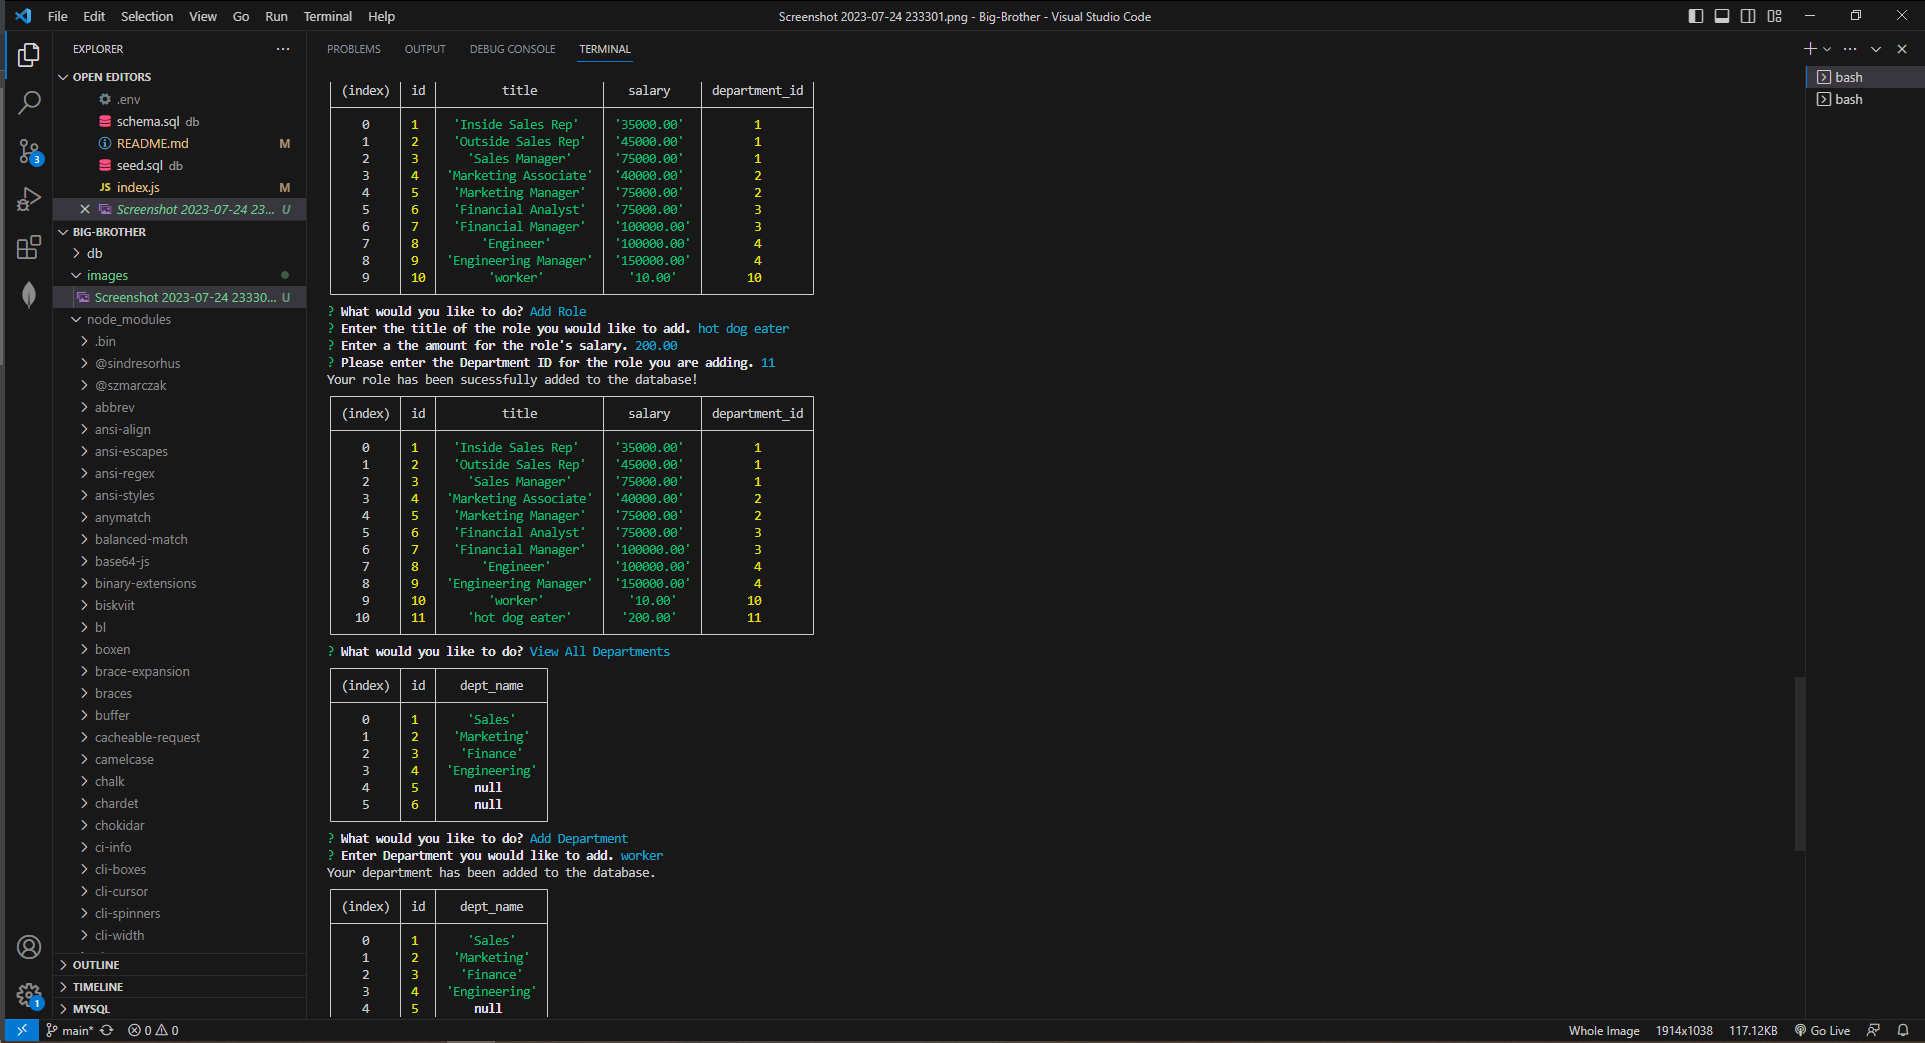 File Edit Selection View Go Run Terminal Help
Screenshot 2023-07-24 233301.png - Big-Brother - Visual Studio Code
EXPLORER
OPEN EDITORS
.env
schema.sql db
README.md M
seed.sql db
index.js M
Screenshot 2023-07-24 23... U
BIG-BROTHER
db
images
Screenshot 2023-07-24 23330... U
node_modules
.bin
@sindresorhus
@szmarczak
abbrev
ansi-align
ansi-escapes
ansi-regex
ansi-styles
anymatch
balanced-match
base64-js
binary-extensions
biskviit
bl
boxen
brace-expansion
braces
buffer
cacheable-request
camelcase
chalk
chardet
chokidar
ci-info
cli-boxes
cli-cursor
cli-spinners
cli-width
OUTLINE
TIMELINE
MYSQL
3
1
JS
PROBLEMS OUTPUT DEBUG CONSOLE TERMINAL
(index) id title salary department_id
0 1 'Inside Sales Rep' '35000.00' 1
1 2 'Outside Sales Rep' '45000.00' 1
2 3 'Sales Manager' '75000.00' 1
3 4 'Marketing Associate' '40000.00' 2
4 5 'Marketing Manager' '75000.00' 2
5 6 'Financial Analyst' '75000.00' 3
6 7 'Financial Manager' '100000.00' 3
7 8 'Engineer' '100000.00' 4
8 9 'Engineering Manager' '150000.00' 4
9 10 'worker' '10.00' 10
? What would you like to do? Add Role
? Enter the title of the role you would like to add. hot dog eater
? Enter a the amount for the role's salary. 200.00
? Please enter the Department ID for the role you are adding. 11
Your role has been sucessfully added to the database!
(index) id title salary department_id
0 1 'Inside Sales Rep' '35000.00' 1
1 2 'Outside Sales Rep' '45000.00' 1
2 3 'Sales Manager' '75000.00' 1
3 4 'Marketing Associate' '40000.00' 2
4 5 'Marketing Manager' '75000.00' 2
5 6 'Financial Analyst' '75000.00' 3
6 7 'Financial Manager' '100000.00' 3
7 8 'Engineer' '100000.00' 4
8 9 'Engineering Manager' '150000.00' 4
9 10 'worker' '10.00' 10
10 11 'hot dog eater' '200.00' 11
? What would you like to do? View All Departments
(index) id dept_name
0 1 'Sales'
1 2 'Marketing'
2 3 'Finance'
3 4 'Engineering'
4 5 null
5 6 null
? What would you like to do? Add Department
? Enter Department you would like to add. worker
Your department has been added to the database.
(index) id dept_name
0 1 'Sales'
1 2 'Marketing'
2 3 'Finance'
3 4 'Engineering'
4 5 null
bash
bash
main* 0 0
Whole Image 1914x1038 117.12KB Go Live